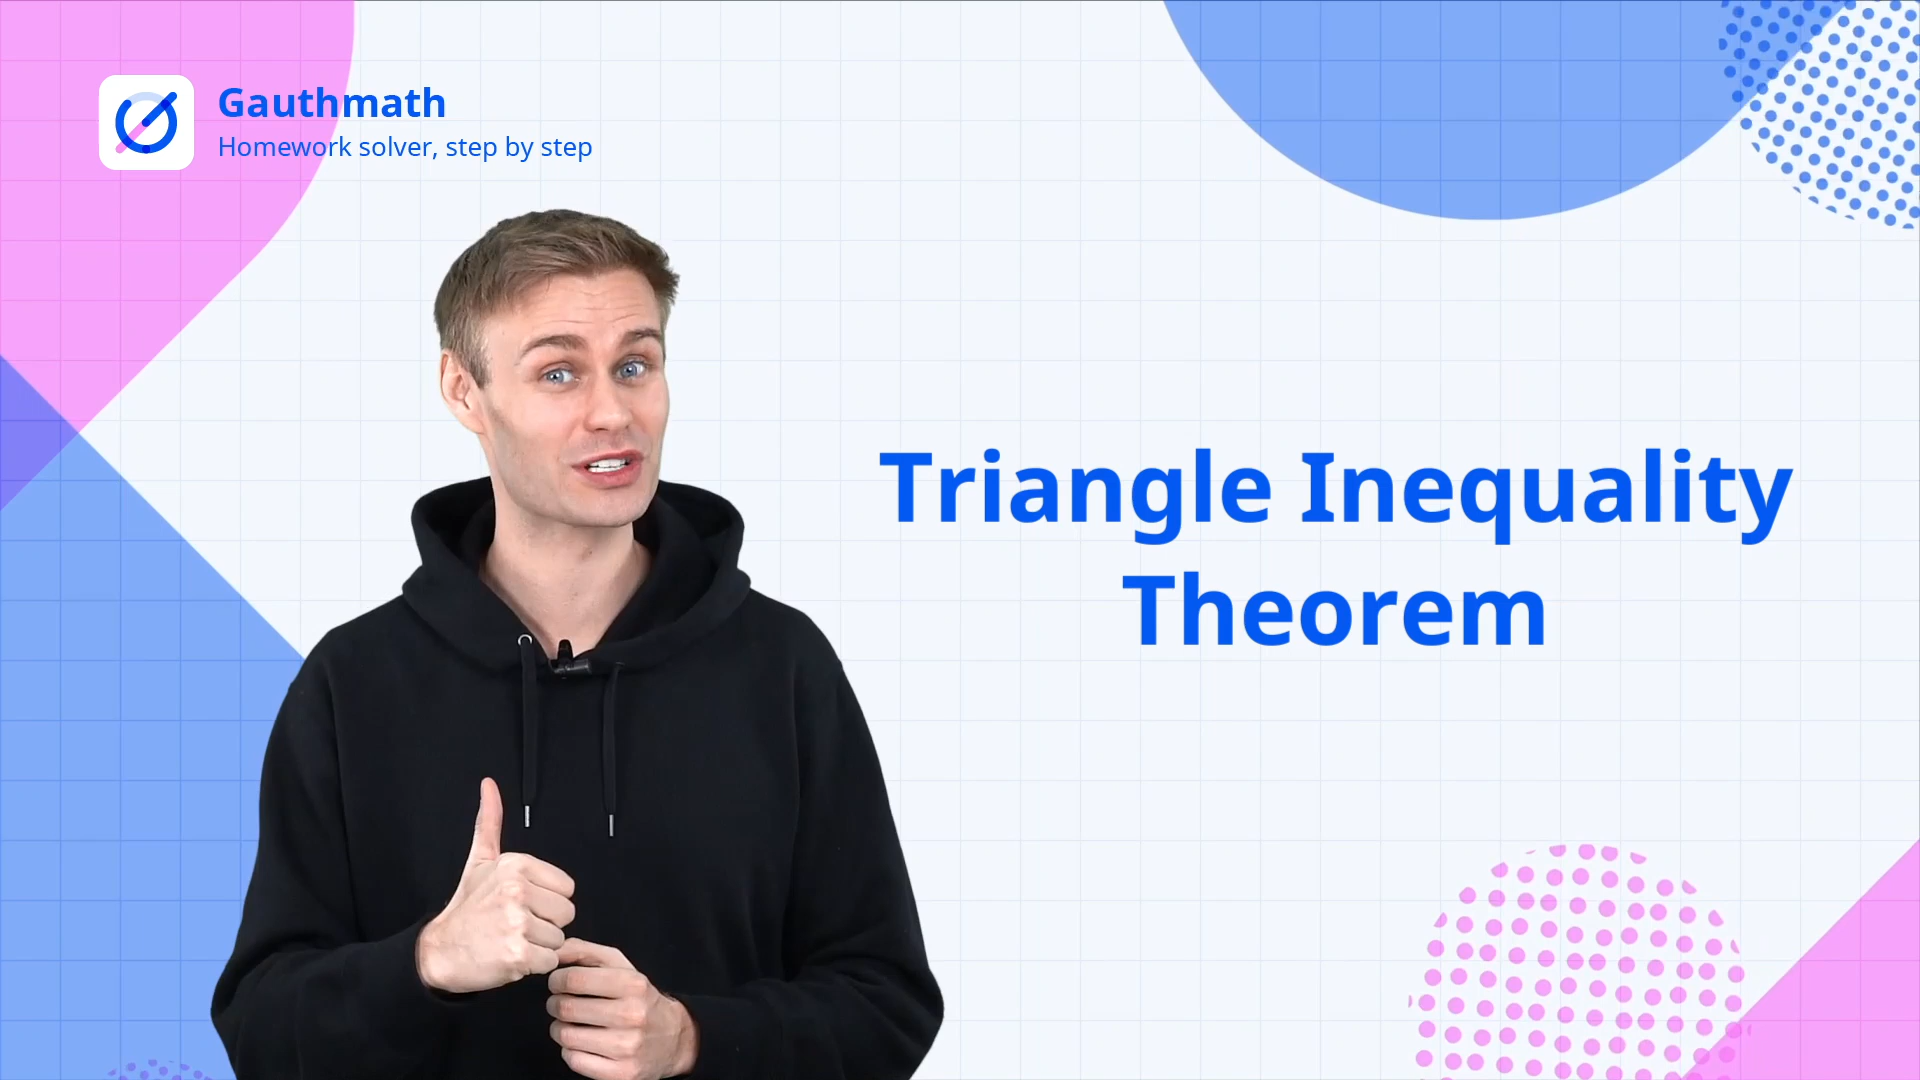 Gauthmath
Homework solver, step by step
Triangle Inequality
Theorem